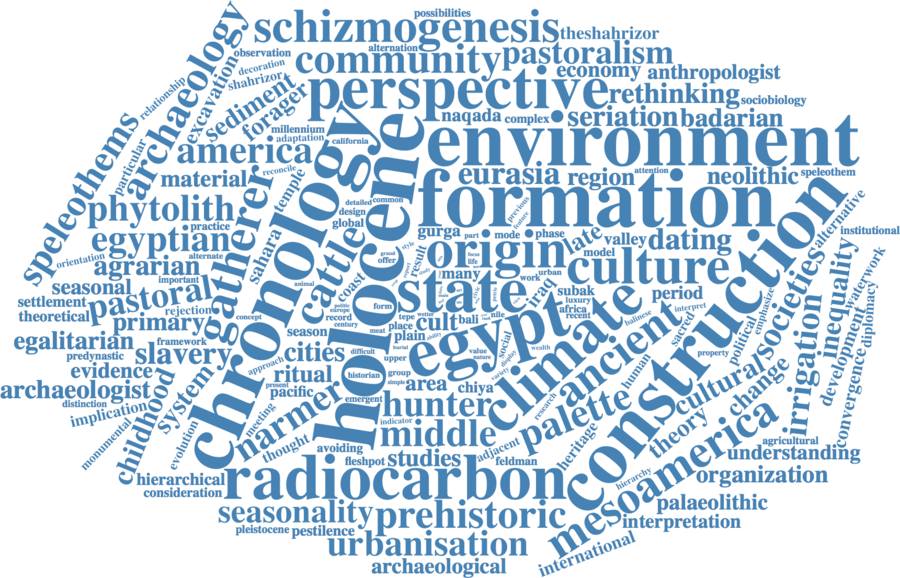 possibilities
schizmogenesis
theshahrizor
alternation
community
pastoralism
observation
decoration
shahrizor
relationship
archaeology
excavations
economy
anthropologist
perspective
rethinking
sociobiology
sediment
forager
naqada
complex
seriation
badarian
millennium
adaptation
california
america
environment
speleothems
particular
material
reconcile
temple
eurasia
region
attention
neolithic
speleothem
phytolith
practice
gatherer
chronology
holocene
detailed
common
design
global
formation
previous
feature
egyptian
orientation
alternate
sahara
cattle
coast
gurga
part
mode
phase
late
valley
dating
alternative
institutional
agrarian
important
seasonal
concept
animal
result
origin
many
model
culture
construction
settlement
pastoral
rejection
theoretical
primary
state
work
urban
iraq
subak
luxury
africa
recent
period
societies
inequality
waterwork
season
record
century
form
tepe
place
cult
bali
nile
plain
egypt
social
climate
balinese
interpret
sacred
political
emphasize
irrigation
development
diplomacy
egalitarian
framework
predynastic
slavery
cities
approach
meat
difficult
upper
value
nature
display
wealth
variety
ancient
property
convergence
evidence
ritual
historian
group
simple
area
chiya
human
cultural
change
archaeologist
distinction
implication
childhood
system
present
pacific
emergent
hunter
indicator
research
palette
theory
monumental
evolution
meeting
narmer
thought
middle
adjacent
heritage
hierarchy
mesoamerica
agricultural
understanding
avoiding
fleshpot
studies
feldman
hierarchical
consideration
radiocarbon
organization
seasonality
prehistoric
palaeolithic
interpretation
pleistocene
pestilence
urbanisation
international
archaeological